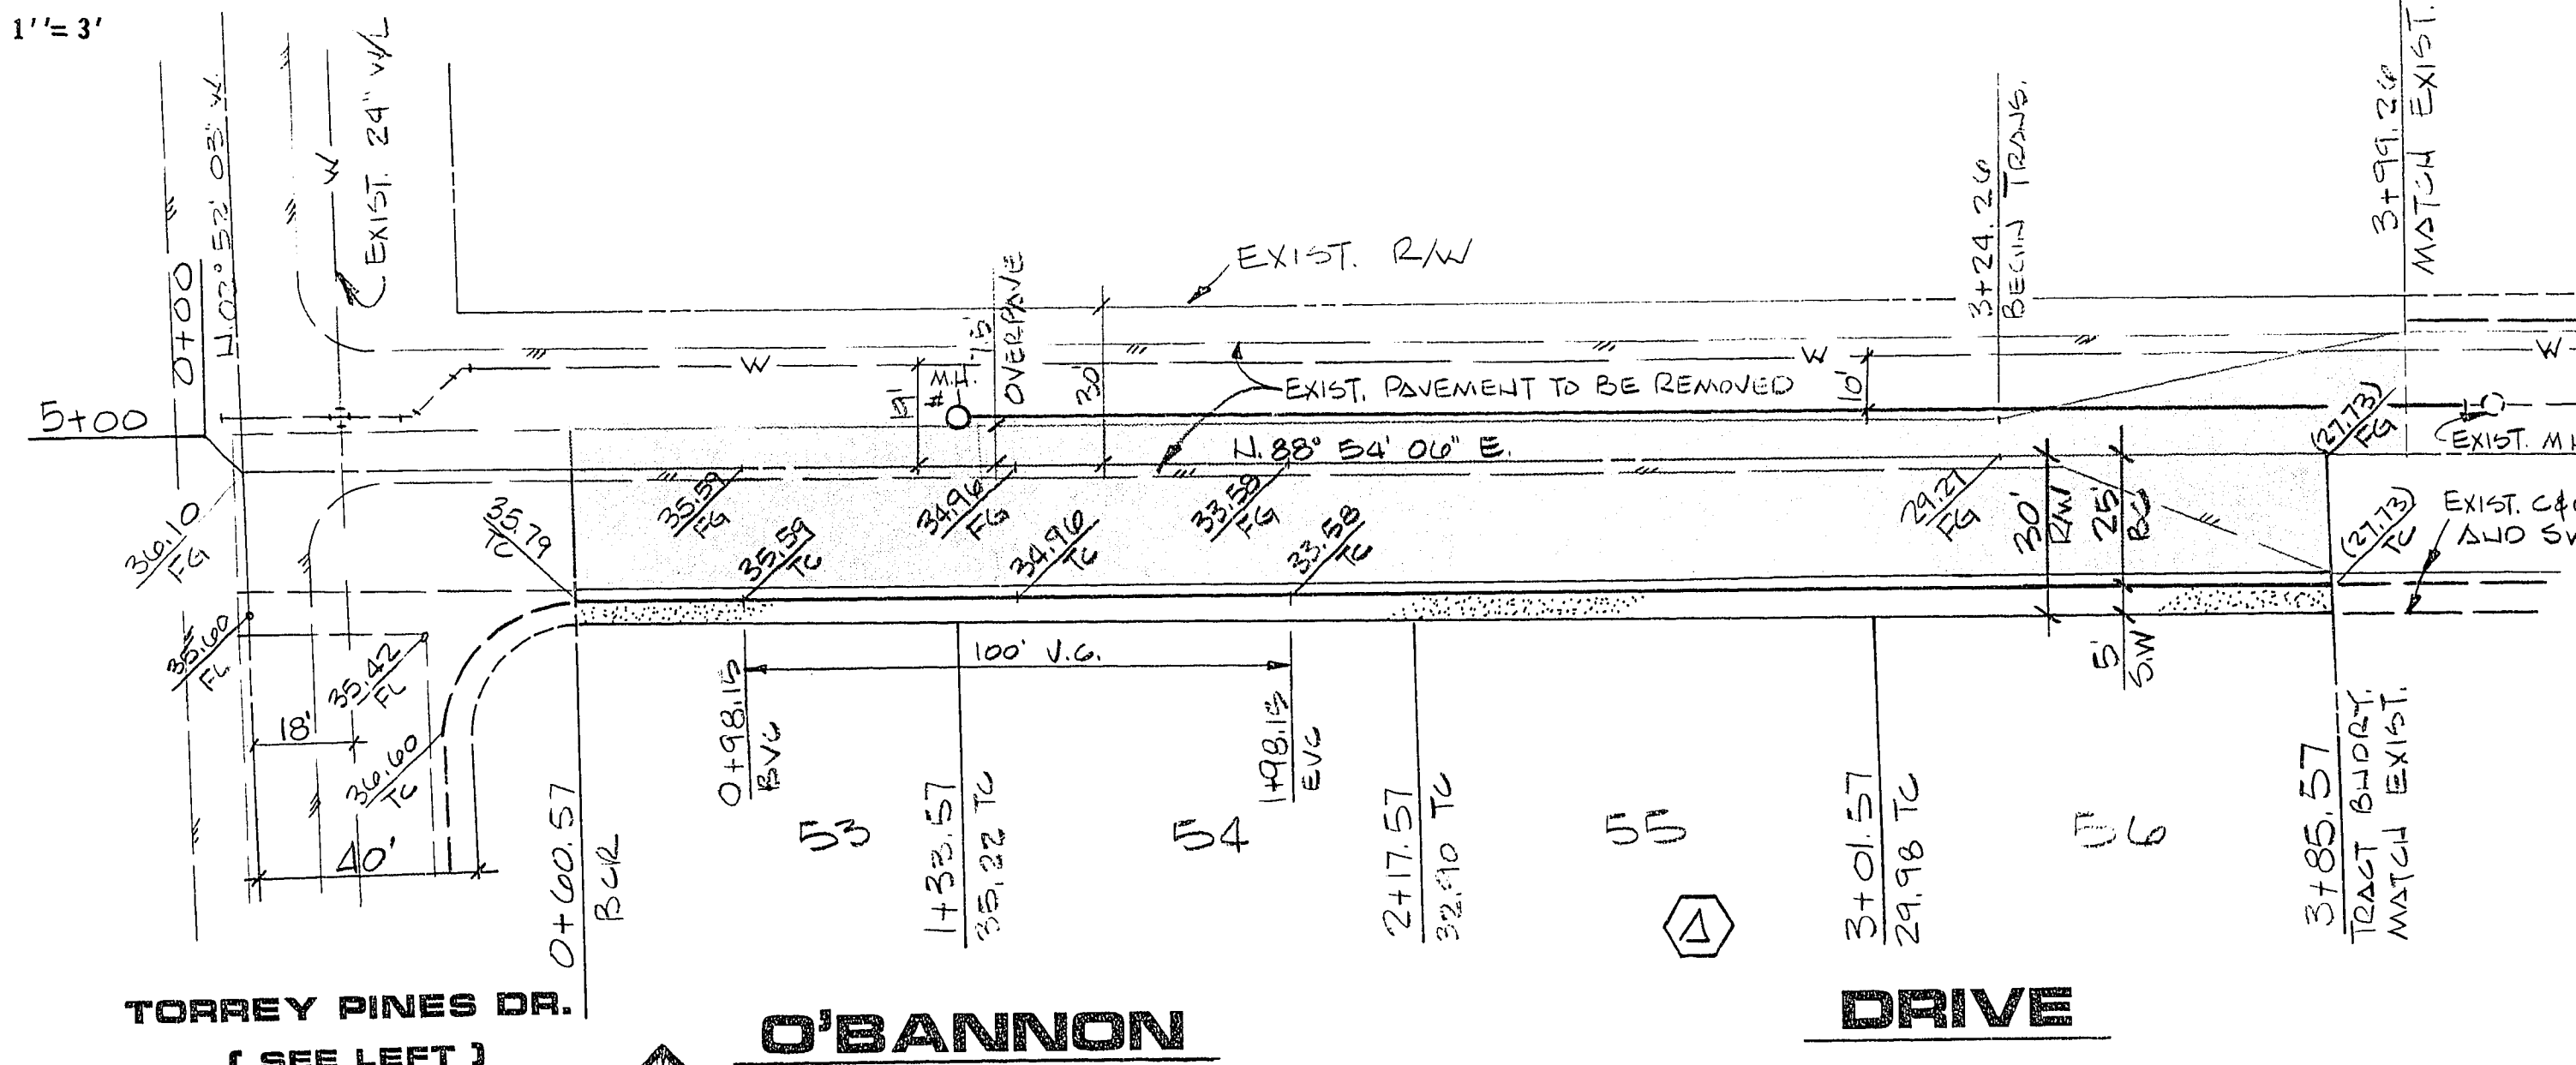 1''= 3'
EXIST. 24" W/L
W
0+00
N.02°52'03"W.
5+00
36.10
FG
35.60
FL
35.42
FL
18'
36.60
TC
40'
35.79
TC
0+60.57
BCR
W
M.H.
#
OVERPAVE
30'
EXIST. R/W
EXIST. PAVEMENT TO BE REMOVED
W
10'
N. 88° 54' 06" E.
35.59
FG
35.59
TC
34.96
FG
34.96
TC
33.58
FG
33.58
TC
100' V.C.
0+98.15
BVC
1+33.57
35.22 TC
1+98.15
EVC
2+17.57
32.90 TC
3+01.57
29.98 TC
3+24.26
BEGIN TRANS.
3+99.26
MATCH EXIST.
W
29.27
FG
30'
R/W
25'
BC
5'
S.W.
(27.73)
FG
(27.73)
TC
EXIST. M.H
EXIST. C&G
AND SW
3+85.57
TRACT BNDRY.
MATCH EXIST.
53
54
55
56
TORREY PINES DR.
( SEE LEFT )
O'BANNON
DRIVE